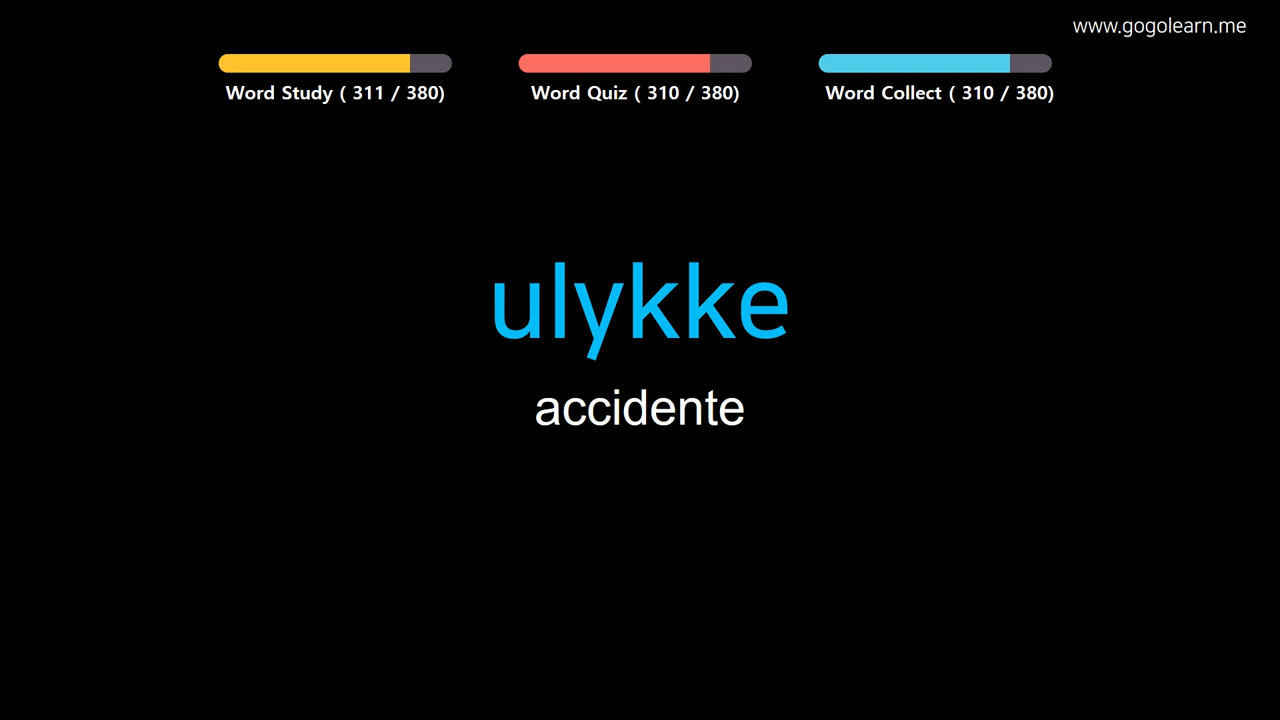 www.gogolearn.me
Word Study ( 311 / 380)
Word Quiz ( 310 / 380)
Word Collect ( 310 / 380)
ulykke
accidente